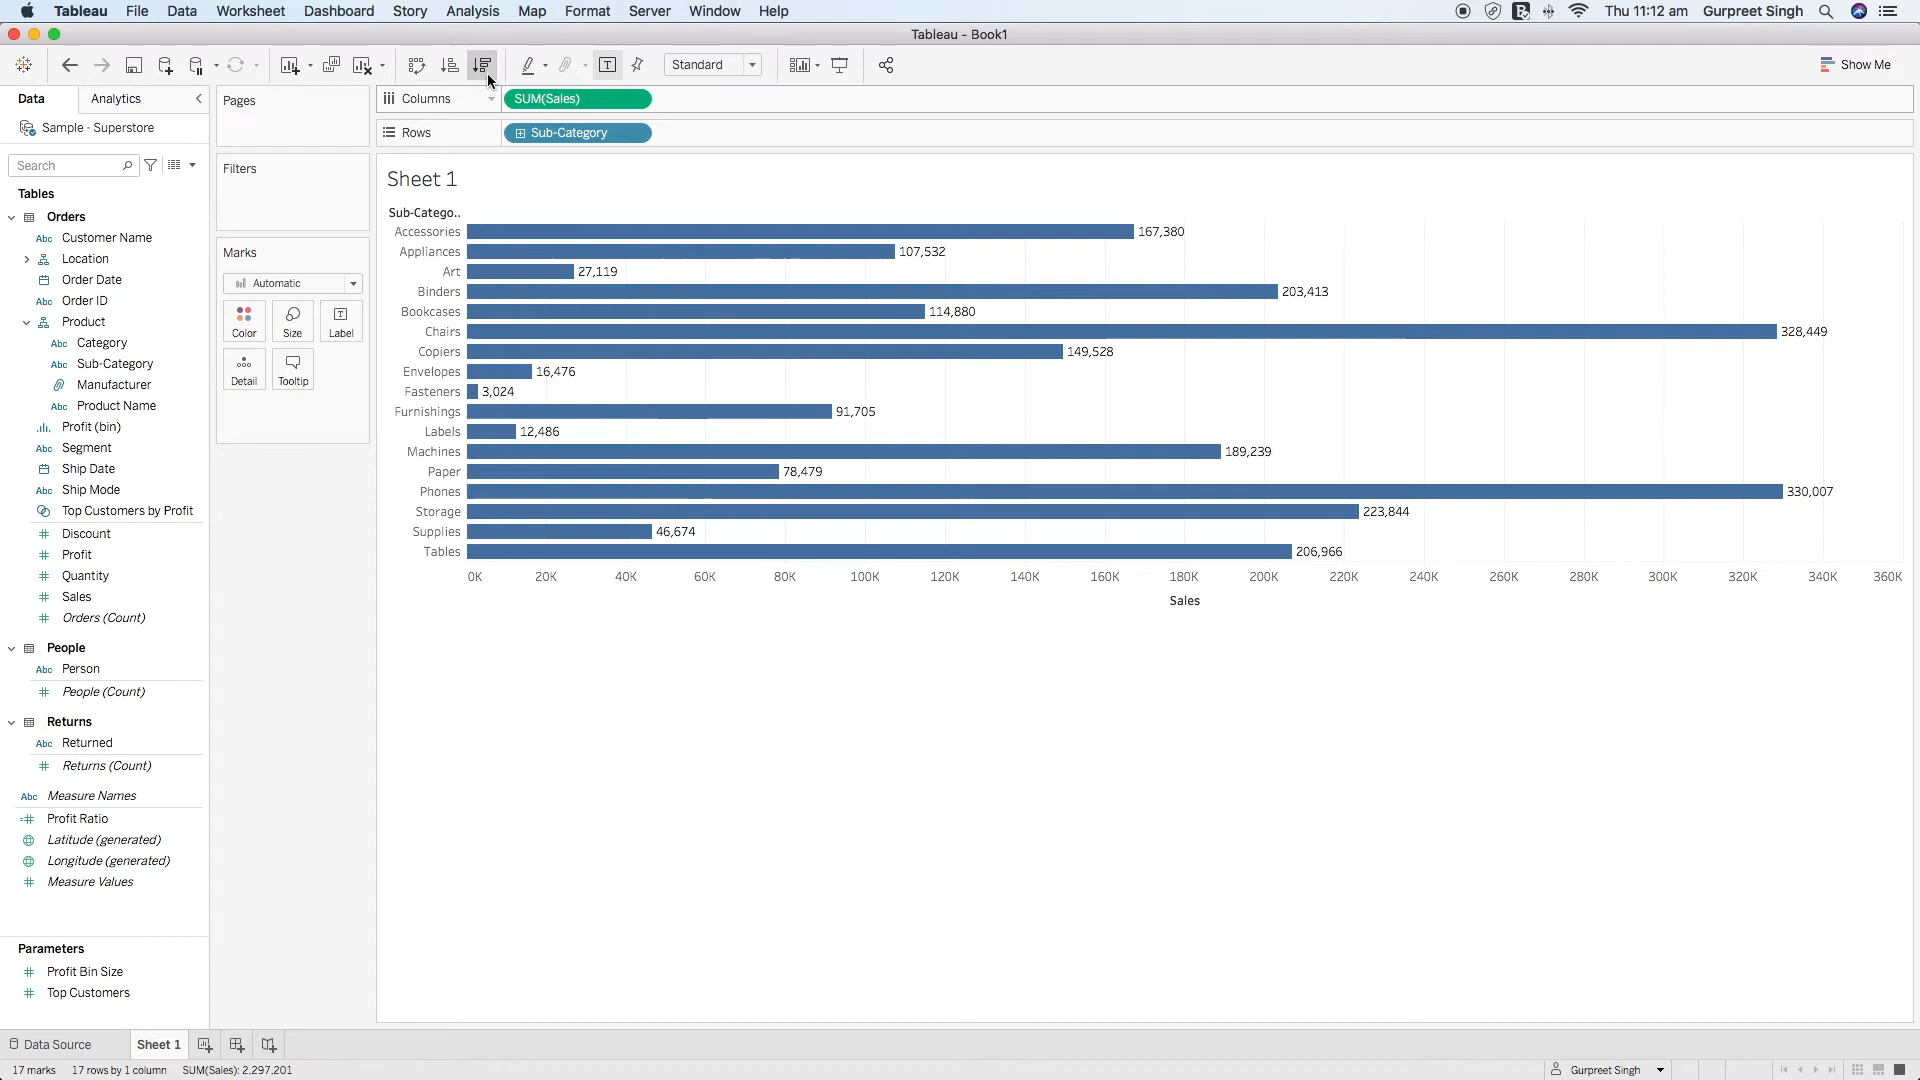 Tableau File Data Worksheet Dashboard Story Analysis Map Format Server Window Help Thu 11:12 am Gurpreet Singh
Tableau - Book1
Standard Show Me
Data Analytics
Sample - Superstore
Search
Tables
Orders
Abc Customer Name
Location
Order Date
Abc Order ID
Product
Abc Category
Abc Sub-Category
Manufacturer
Abc Product Name
Profit (bin)
Abc Segment
Ship Date
Abc Ship Mode
Top Customers by Profit
# Discount
# Profit
# Quantity
# Sales
# Orders (Count)
People
Abc Person
# People (Count)
Returns
Abc Returned
# Returns (Count)
Abc Measure Names
=# Profit Ratio
Latitude (generated)
Longitude (generated)
# Measure Values
Parameters
# Profit Bin Size
# Top Customers
Pages
Filters
Marks
Automatic
Color Size Label
Detail Tooltip
Columns SUM(Sales)
Rows Sub-Category
Sheet 1
Sub-Catego..
Accessories 167,380
Appliances 107,532
Art 27,119
Binders 203,413
Bookcases 114,880
Chairs 328,449
Copiers 149,528
Envelopes 16,476
Fasteners 3,024
Furnishings 91,705
Labels 12,486
Machines 189,239
Paper 78,479
Phones 330,007
Storage 223,844
Supplies 46,674
Tables 206,966
0K 20K 40K 60K 80K 100K 120K 140K 160K 180K 200K 220K 240K 260K 280K 300K 320K 340K 360K
Sales
Data Source Sheet 1
17 marks 17 rows by 1 column SUM(Sales): 2,297,201 Gurpreet Singh